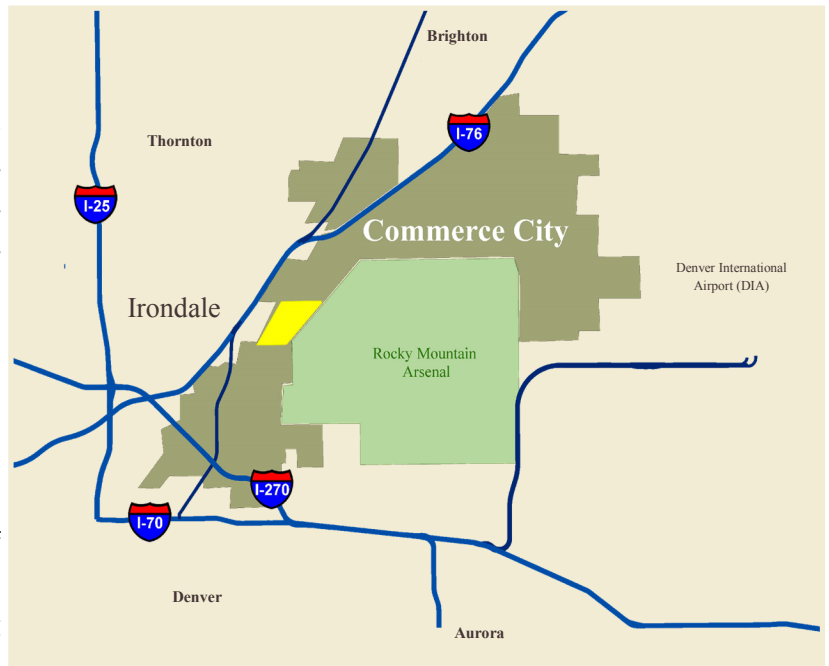 Brighton
I-76
Thornton
I-25
Commerce City
Denver International
Airport (DIA)
Irondale
Rocky Mountain
Arsenal
I-270
I-70
Denver
Aurora